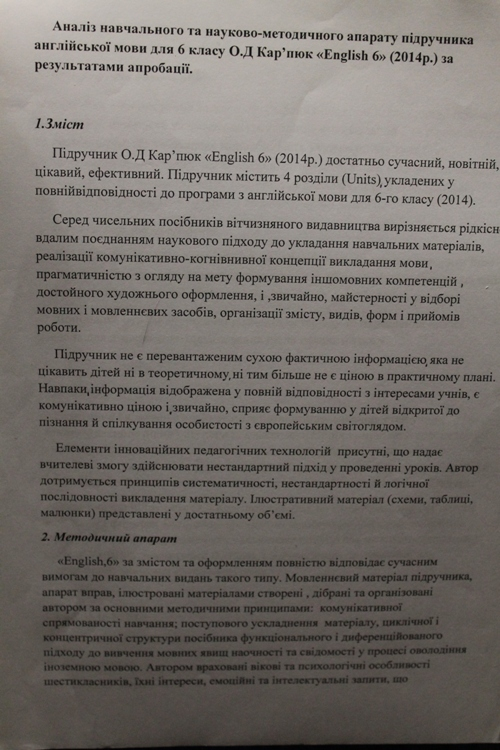 Аналіз навчального та науково-методичного апарату підручника
англійської мови для 6 класу О.Д Кар’пюк «English 6» (2014р.) за
результатами апробації.
1.Зміст
Підручник О.Д Кар’пюк «English 6» (2014р.) достатньо сучасний, новітній,
цікавий, ефективний. Підручник містить 4 розділи (Units),укладених у
повнійвідповідності до програми з англійської мови для 6-го класу (2014).
Серед чисельних посібників вітчизняного видавництва вирізняється рідкісно
вдалим поєднанням наукового підходу до укладання навчальних матеріалів,
реалізації комунікативно-когнівнивної концепції викладання мови,
прагматичністю з огляду на мету формування іншомовних компетенцій ,
достойного художнього оформлення, і ,звичайно, майстерності у відборі
мовних і мовленнєвих засобів, організації змісту, видів, форм і прийомів
роботи.
Підручник не є перевантаженим сухою фактичною інформацією,яка не
цікавить дітей ні в теоретичному,ні тим більше не є ціною в практичному плані.
Навпаки,інформація відображена у повній відповідності з інтересами учнів, є
комунікативно ціною і,звичайно, сприяє формуванню у дітей відкритої до
пізнання й спілкування особистості з європейським світоглядом.
Елементи інноваційних педагогічних технологій присутні, що надає
вчителеві змогу здійснювати нестандартний підхід у проведенні уроків. Автор
дотримується принципів систематичності, нестандартності й логічної
послідовності викладення матеріалу. Ілюстративний матеріал (схеми, таблиці,
малюнки) представлені у достатньому об’ємі.
2. Методичний апарат
«English,6» за змістом та оформленням повністю відповідає сучасним
вимогам до навчальних видань такого типу. Мовленнєвий матеріал підручника,
апарат вправ, ілюстровані матеріалами створені , дібрані та організовані
автором за основними методичними принципами: комунікативної
спрямованості навчання; поступового ускладнення матеріалу, циклічної і
концентричної структури посібника функціонального і диференційованого
підходу до вивчення мовних явищ наочності та свідомості у процесі оволодіння
іноземною мовою. Автором враховані вікові та психологічні особливості
шестикласників, їхні інтереси, емоційні та інтелектуальні запити, що